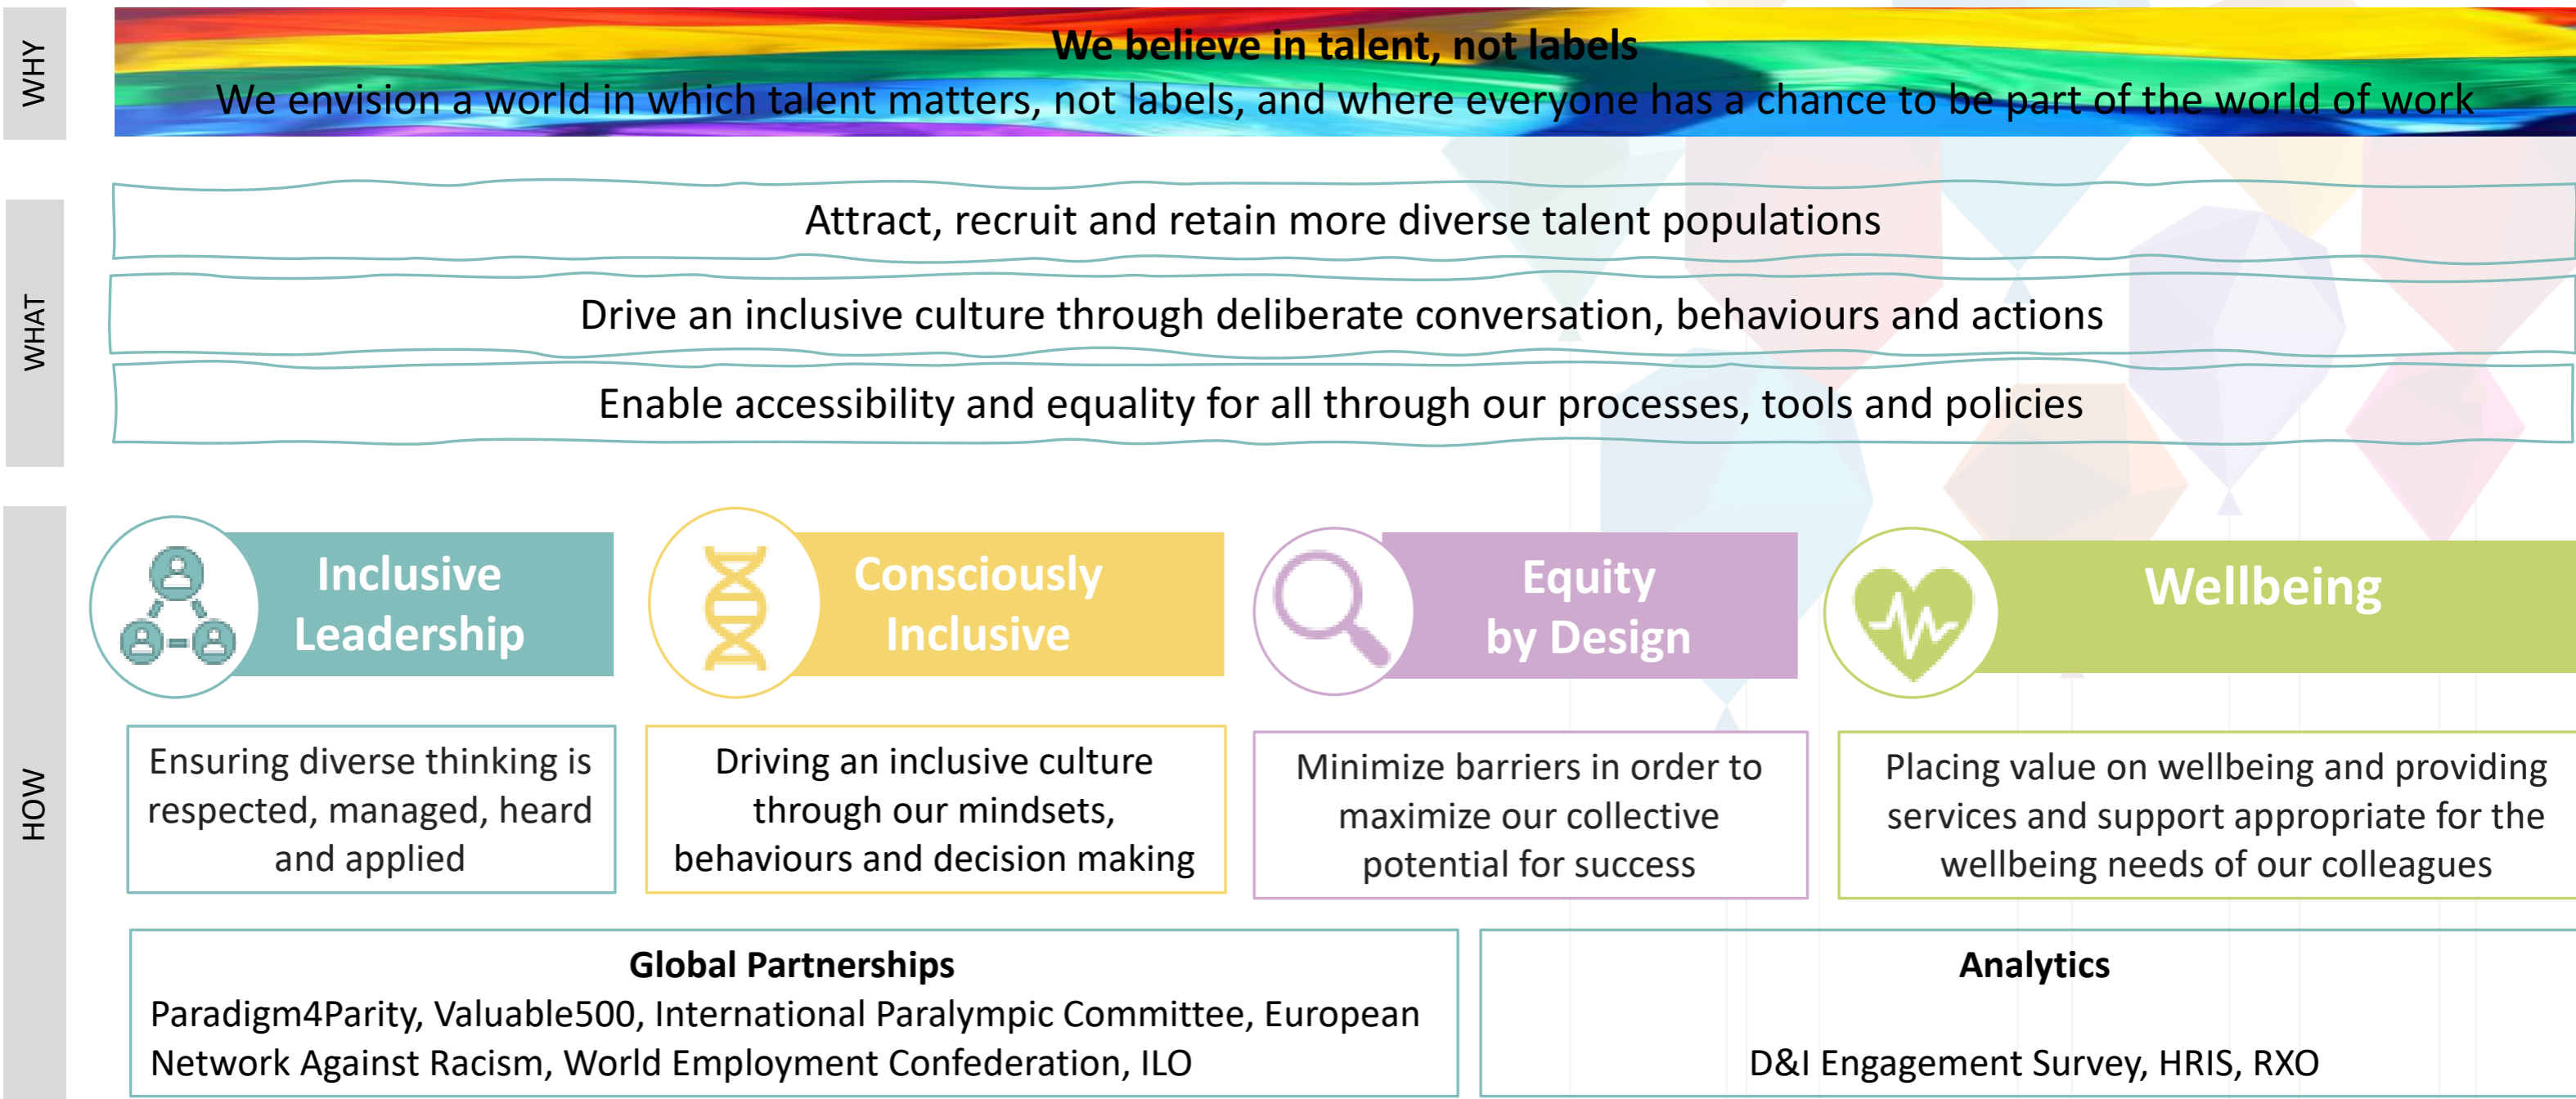 WHY
We believe in talent, not labels
We envision a world in which talent matters, not labels, and where everyone has a chance to be part of the world of work
WHAT
Attract, recruit and retain more diverse talent populations
Drive an inclusive culture through deliberate conversation, behaviours and actions
Enable accessibility and equality for all through our processes, tools and policies
HOW
Inclusive
Leadership
Ensuring diverse thinking is
respected, managed, heard
and applied
Consciously
Inclusive
Driving an inclusive culture
through our mindsets,
behaviours and decision making
Equity
by Design
Minimize barriers in order to
maximize our collective
potential for success
Wellbeing
Placing value on wellbeing and providing
services and support appropriate for the
wellbeing needs of our colleagues
Global Partnerships
Paradigm4Parity, Valuable500, International Paralympic Committee, European
Network Against Racism, World Employment Confederation, ILO
Analytics
D&I Engagement Survey, HRIS, RXO